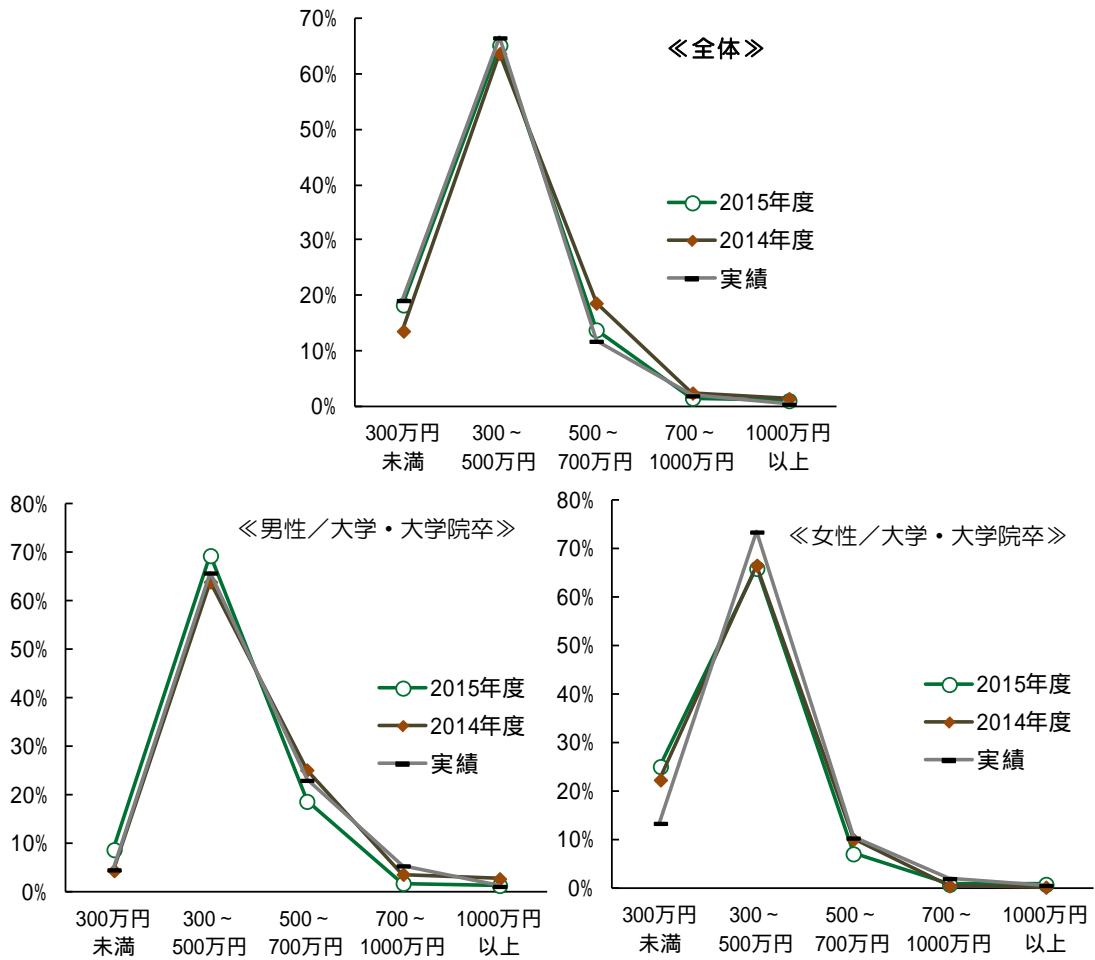 ≪全体≫
70%
60%
50%
40%
30%
20%
10%
0%
2015年度
2014年度
実績
300万円
未満
300～
500万円
500～
700万円
700～
1000万円
1000万円
以上
≪男性／大学・大学院卒≫
80%
70%
60%
50%
40%
30%
20%
10%
0%
2015年度
2014年度
実績
300万円
未満
300～
500万円
500～
700万円
700～
1000万円
1000万円
以上
≪女性／大学・大学院卒≫
80%
70%
60%
50%
40%
30%
20%
10%
0%
2015年度
2014年度
実績
300万円
未満
300～
500万円
500～
700万円
700～
1000万円
1000万円
以上